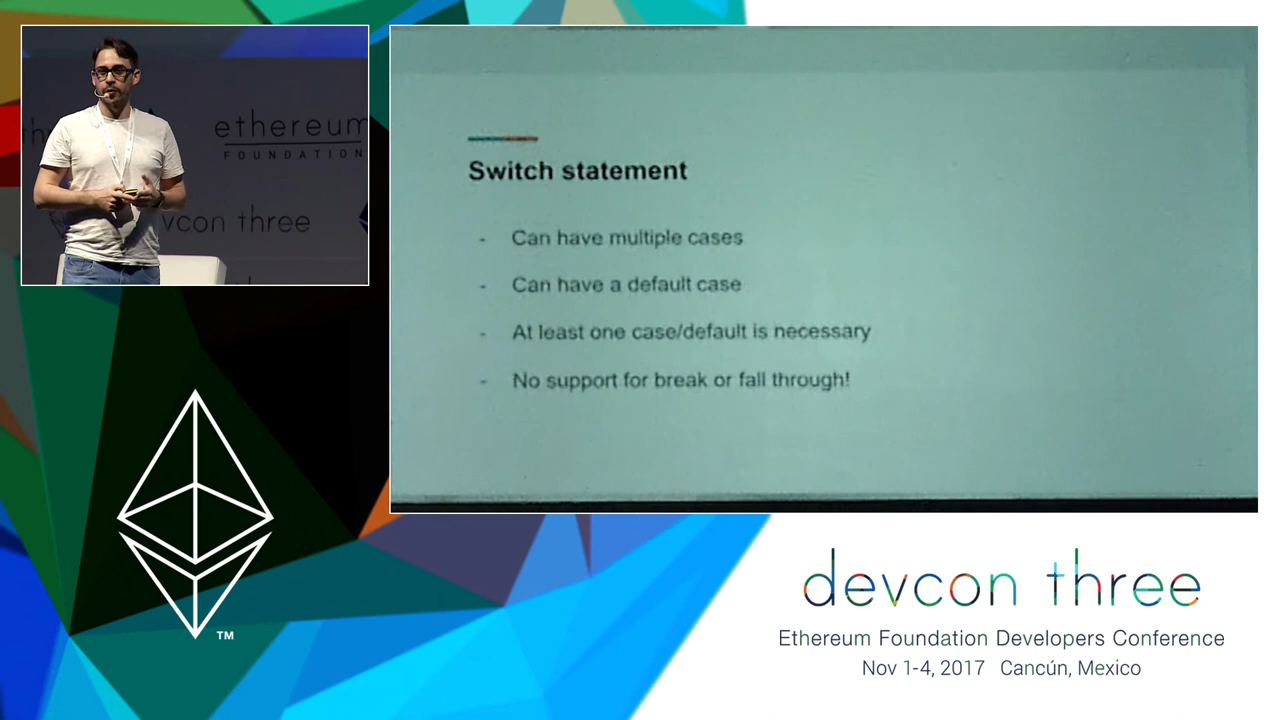 ethereum
FOUNDATION
vcon three
Switch statement
- Can have multiple cases
- Can have a default case
- At least one case/default is necessary
- No support for break or fall through!
TM
devcon three
Ethereum Foundation Developers Conference
Nov 1-4, 2017 Cancún, Mexico